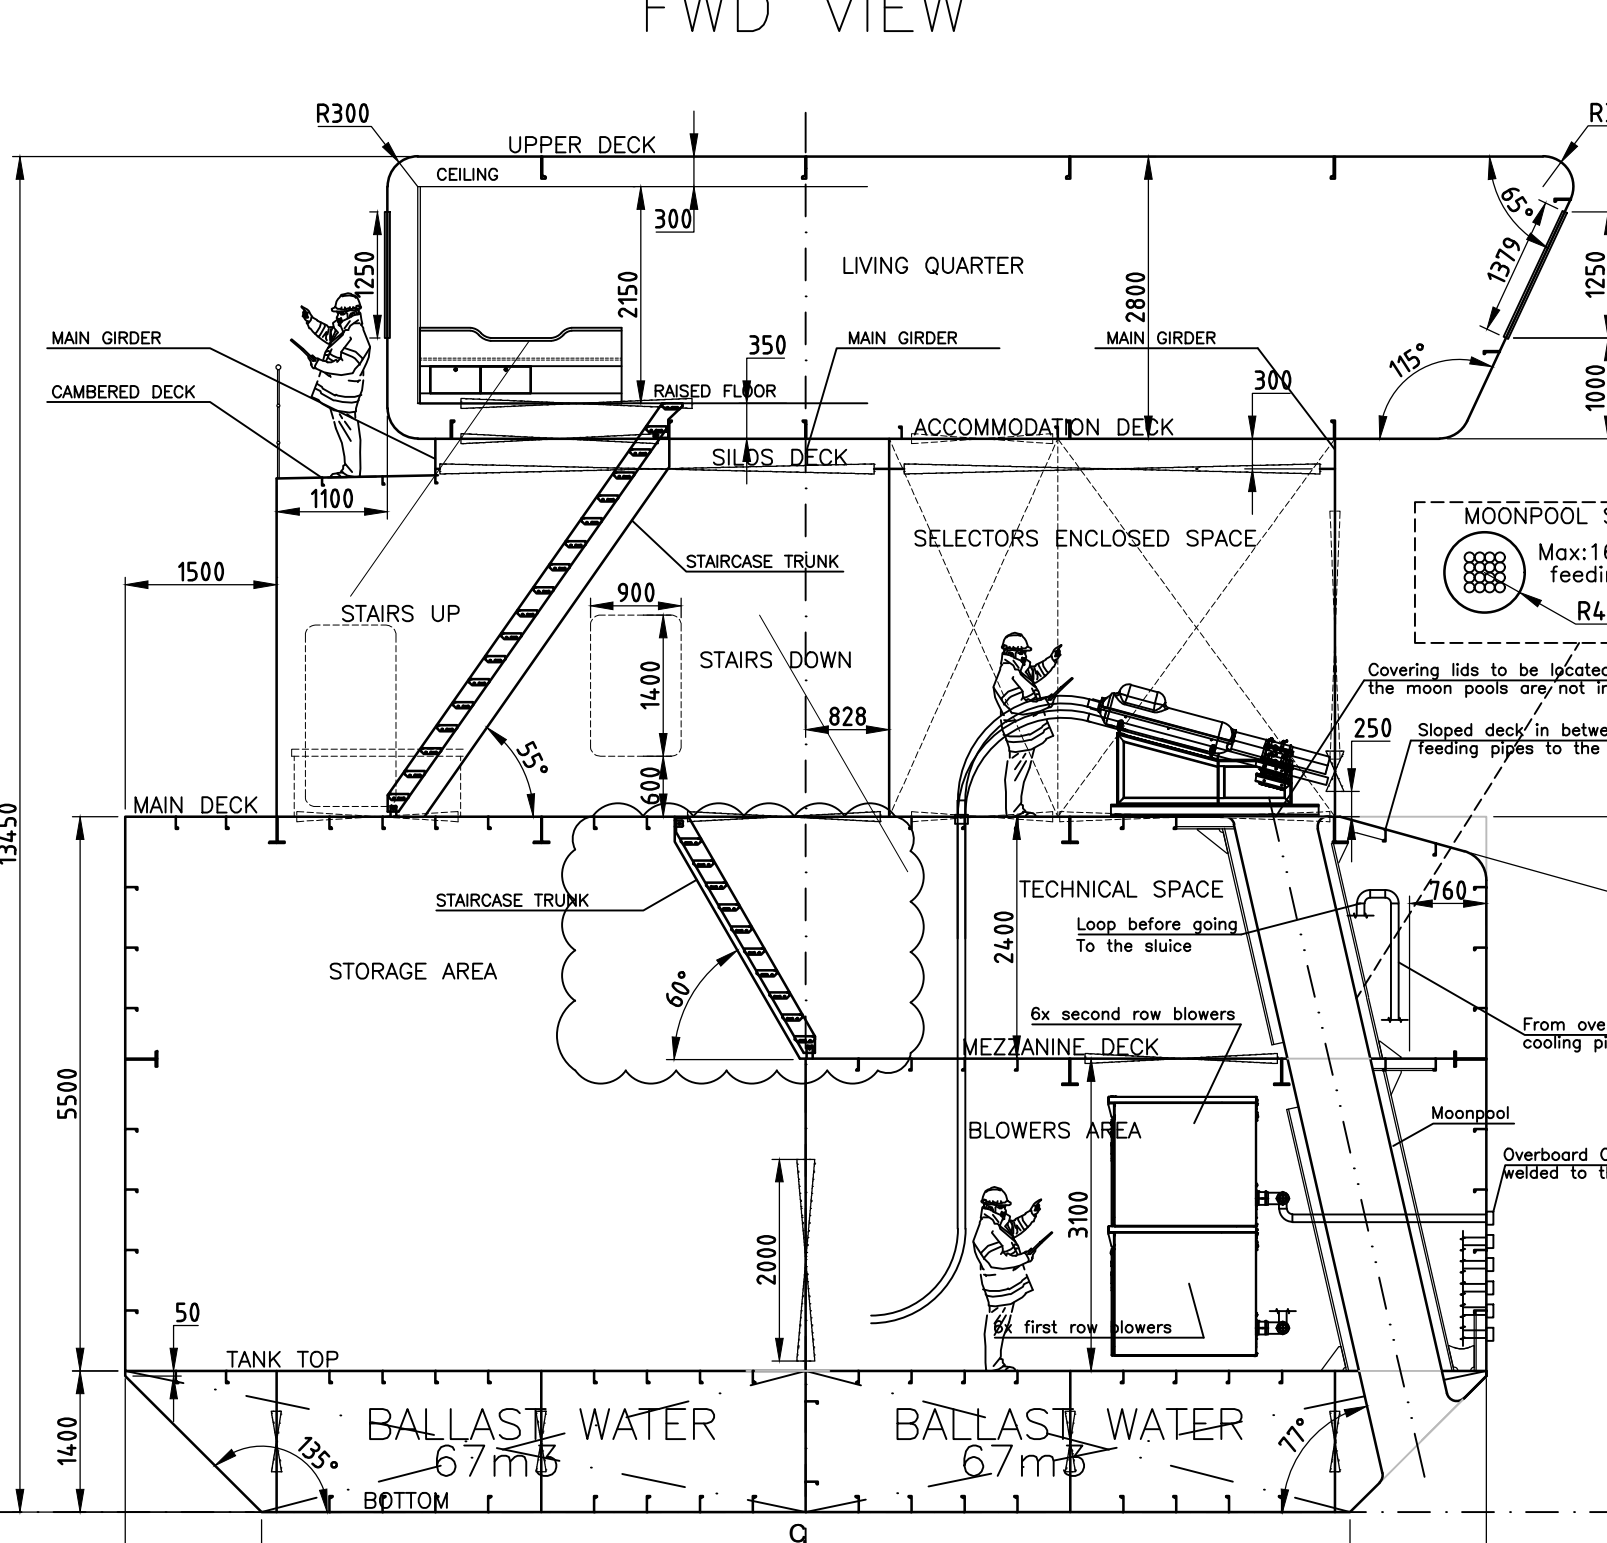 FWD VIEW
R300
UPPER DECK
CEILING
300
65°
1379
1250
1250
2150
LIVING QUARTER
2800
MAIN GIRDER
350
MAIN GIRDER
MAIN GIRDER
115°
1000
CAMBERED DECK
RAISED FLOOR
300
ACCOMMODATION DECK
SILOS DECK
1100
SELECTORS ENCLOSED SPACE
MOONPOOL
Max:16
R4
STAIRCASE TRUNK
1500
900
STAIRS UP
1400
STAIRS DOWN
Covering lids to be located
the moon pools are not
828
250
Sloped deck in
feeding pipes to the
55°
600
MAIN DECK
13450
TECHNICAL SPACE
760
STAIRCASE TRUNK
Loop before going
To the sluice
2400
STORAGE AREA
60°
6x second row blowers
From
cooling
MEZZANINE DECK
5500
BLOWERS AREA
Moonpool
Overboard
welded to
3100
2000
50
6x first row blowers
TANK TOP
1400
BALLAST WATER
67m3
BALLAST WATER
67m3
135°
77°
BOTTOM